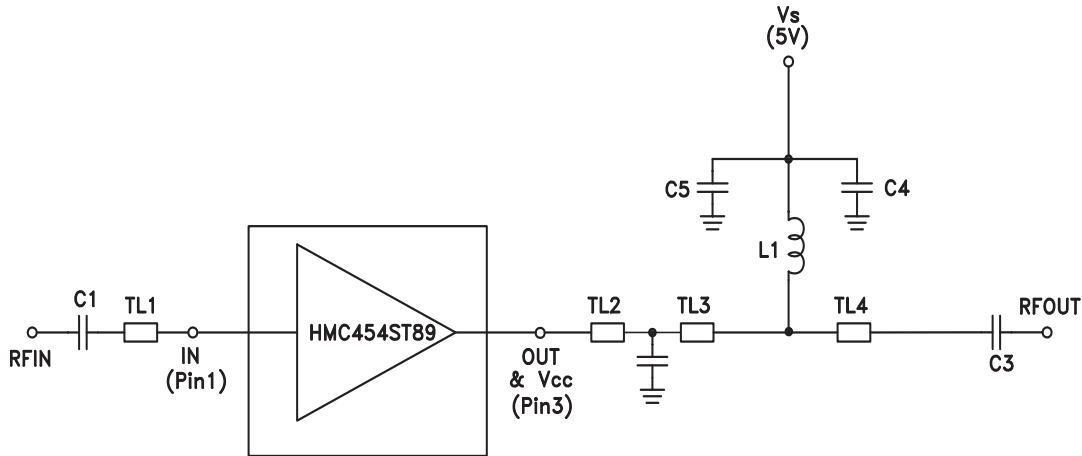 Vs
(5V)
C5
C4
L1
C1
TL1
HMC454ST89
TL2
TL3
TL4
RFOUT
RFIN
IN
(Pin1)
OUT
& Vcc
(Pin3)
C3